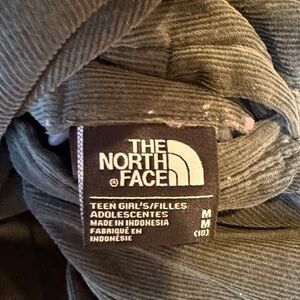 THE
NORTH
®FACE
TEEN GIRL'S/FILLES
ADOLESCENTES M
MADE IN INDONESIA M
FABRIQUÉ EN (10)
INDONÉSIE